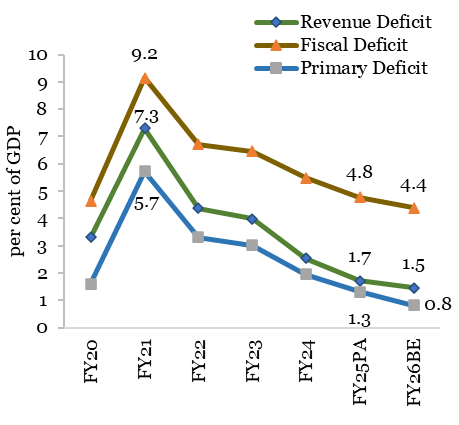 Revenue Deficit
Fiscal Deficit
Primary Deficit
per cent of GDP
10
9
8
7
6
5
4
3
2
1
0
9.2
7.3
5.7
4.8
4.4
1.7
1.5
1.3
0.8
FY20
FY21
FY22
FY23
FY24
FY25PA
FY26BE